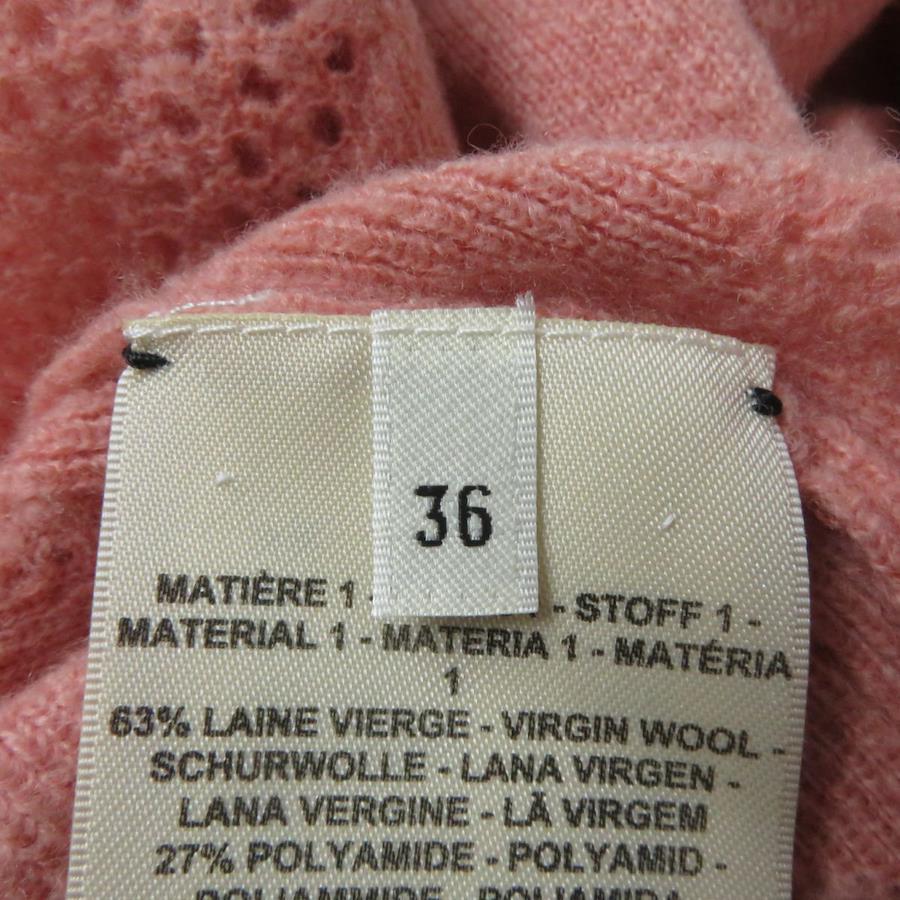 36
MATIÈRE 1 - STOFF 1 -
MATERIAL 1 - MATERIA 1 - MATÉRIA
1
63% LAINE VIERGE - VIRGIN WOOL -
SCHURWOLLE - LANA VIRGEN -
LANA VERGINE - LÃ VIRGEM
27% POLYAMIDE - POLYAMID -